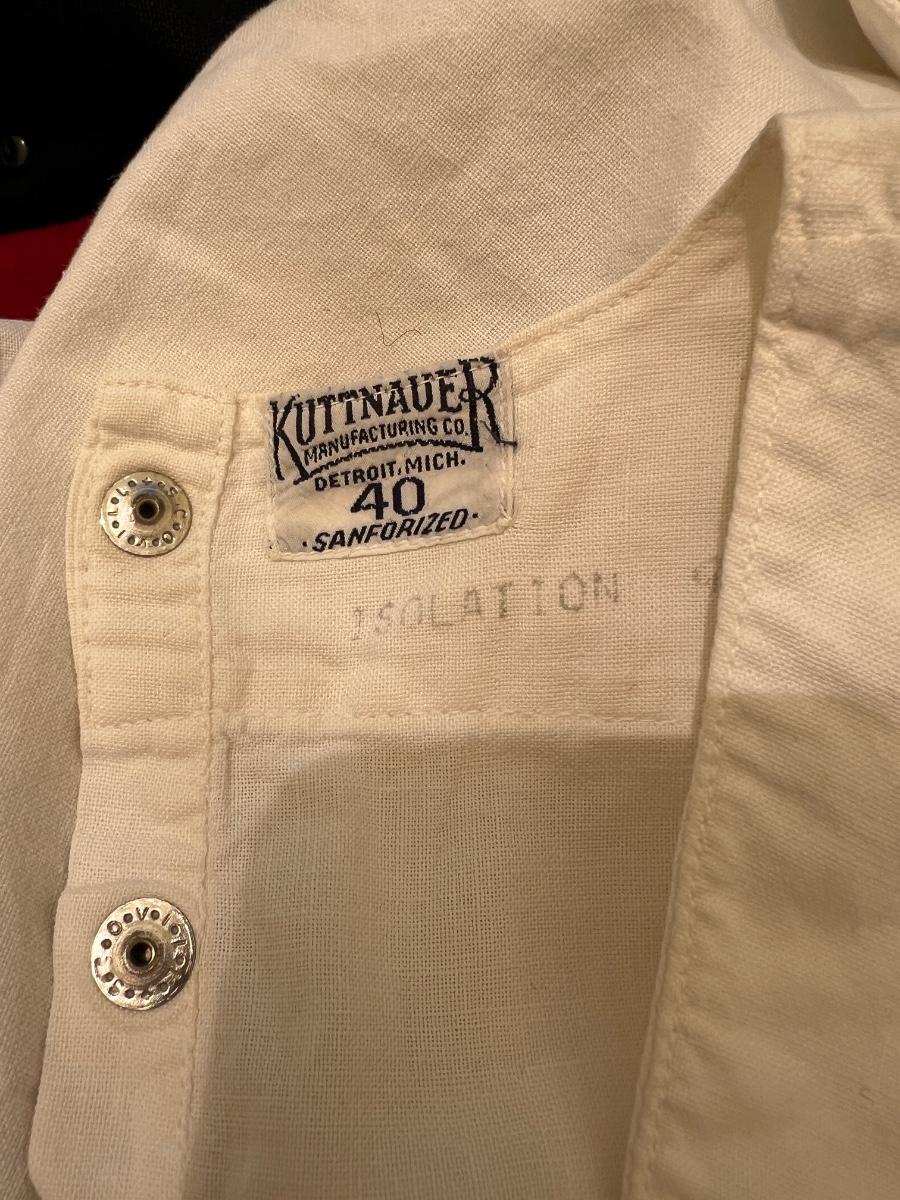 KUTTNAUER
MANUFACTURING CO.
DETROIT, MICH.
40
·SANFORIZED·
ISOLATION